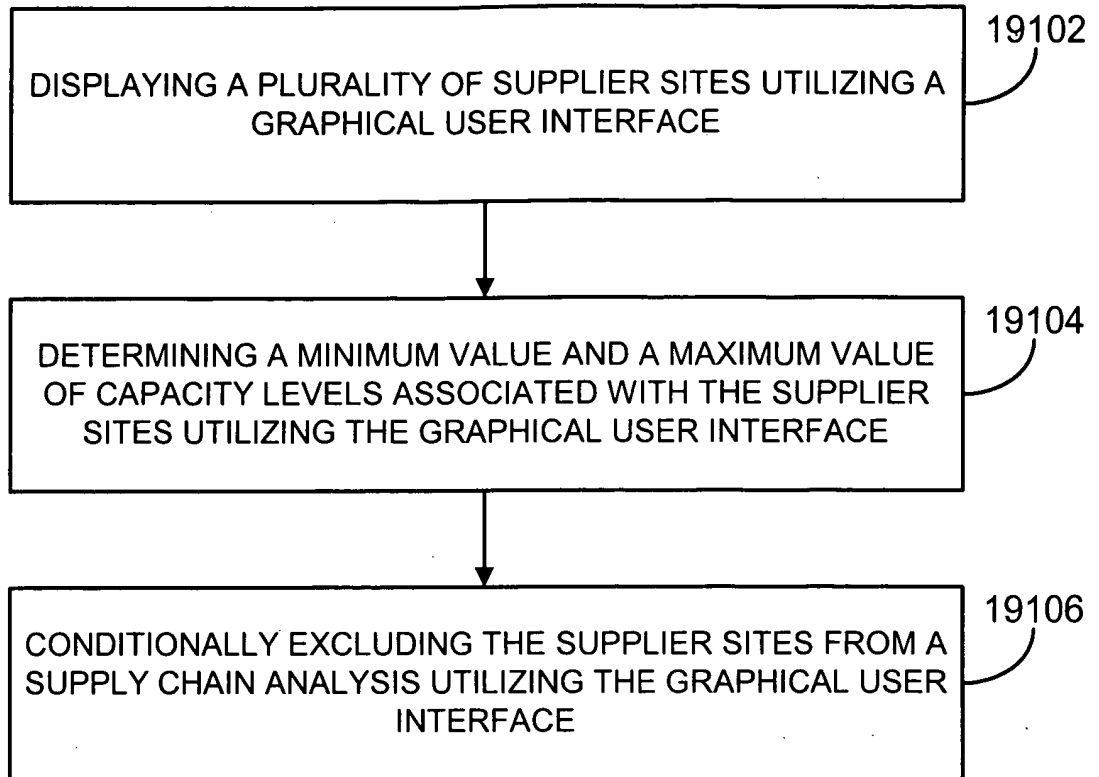 19102
DISPLAYING A PLURALITY OF SUPPLIER SITES UTILIZING A
GRAPHICAL USER INTERFACE
19104
DETERMINING A MINIMUM VALUE AND A MAXIMUM VALUE
OF CAPACITY LEVELS ASSOCIATED WITH THE SUPPLIER
SITES UTILIZING THE GRAPHICAL USER INTERFACE
19106
CONDITIONALLY EXCLUDING THE SUPPLIER SITES FROM A
SUPPLY CHAIN ANALYSIS UTILIZING THE GRAPHICAL USER
INTERFACE